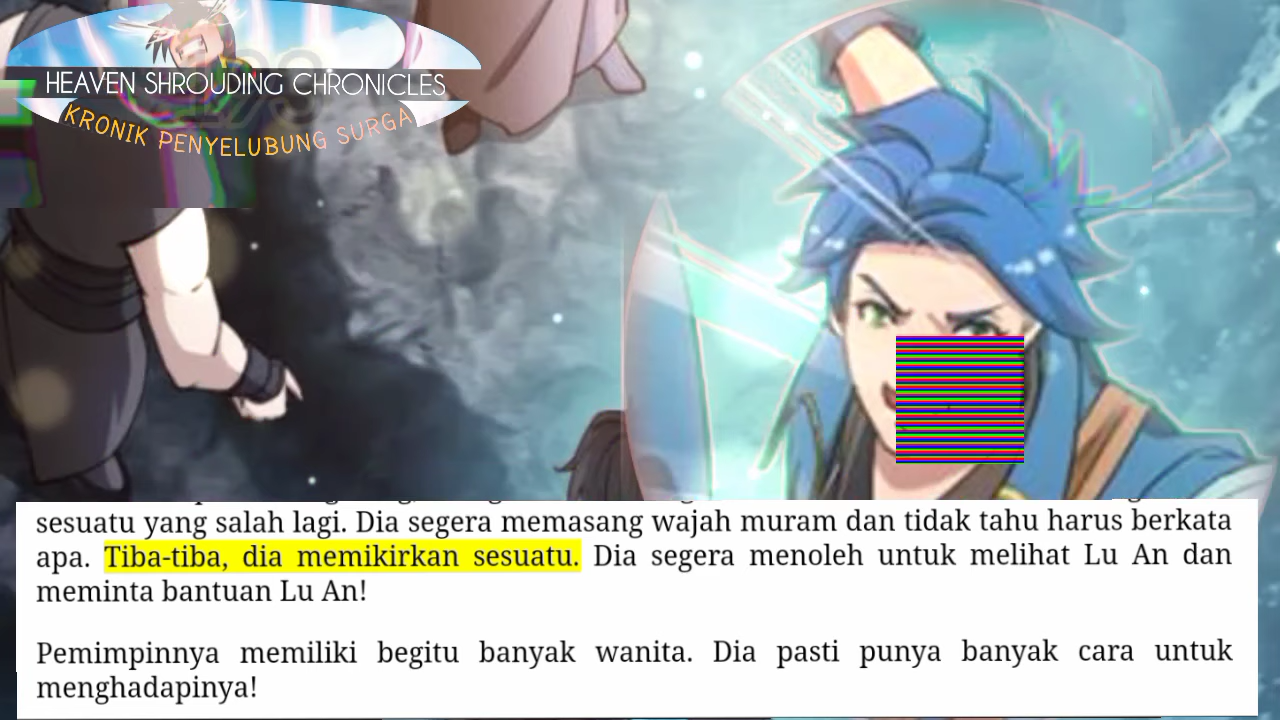 HEAVEN SHROUDING CHRONICLES
KRONIK PENYELUBUNG SURGA
sesuatu yang salah lagi. Dia segera memasang wajah muram dan tidak tahu harus berkata
apa. Tiba-tiba, dia memikirkan sesuatu. Dia segera menoleh untuk melihat Lu An dan
meminta bantuan Lu An!
Pemimpinnya memiliki begitu banyak wanita. Dia pasti punya banyak cara untuk
menghadapinya!